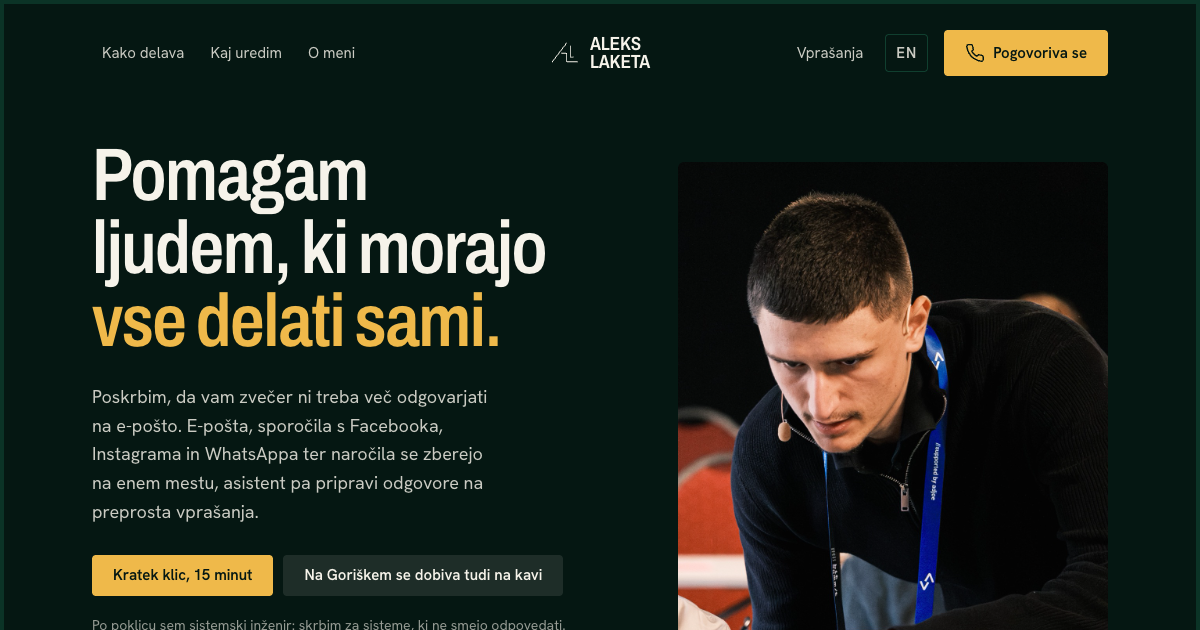 Kako delava
Kaj uredim
O meni
ALEKS
LAKETA
Vprašanja
EN
Pogovoriva se
Pomagam
ljudem, ki morajo
vse delati sami.
Poskrbim, da vam zvečer ni treba več odgovarjati
na e-pošto. E-pošta, sporočila s Facebooka,
Instagrama in WhatsAppa ter naročila se zberejo
na enem mestu, asistent pa pripravi odgovore na
preprosta vprašanja.
Kratek klic, 15 minut
Na Goriškem se dobiva tudi na kavi
Po poklicu sem sistemski inženir: skrbim za sisteme, ki ne smejo odpovedati.